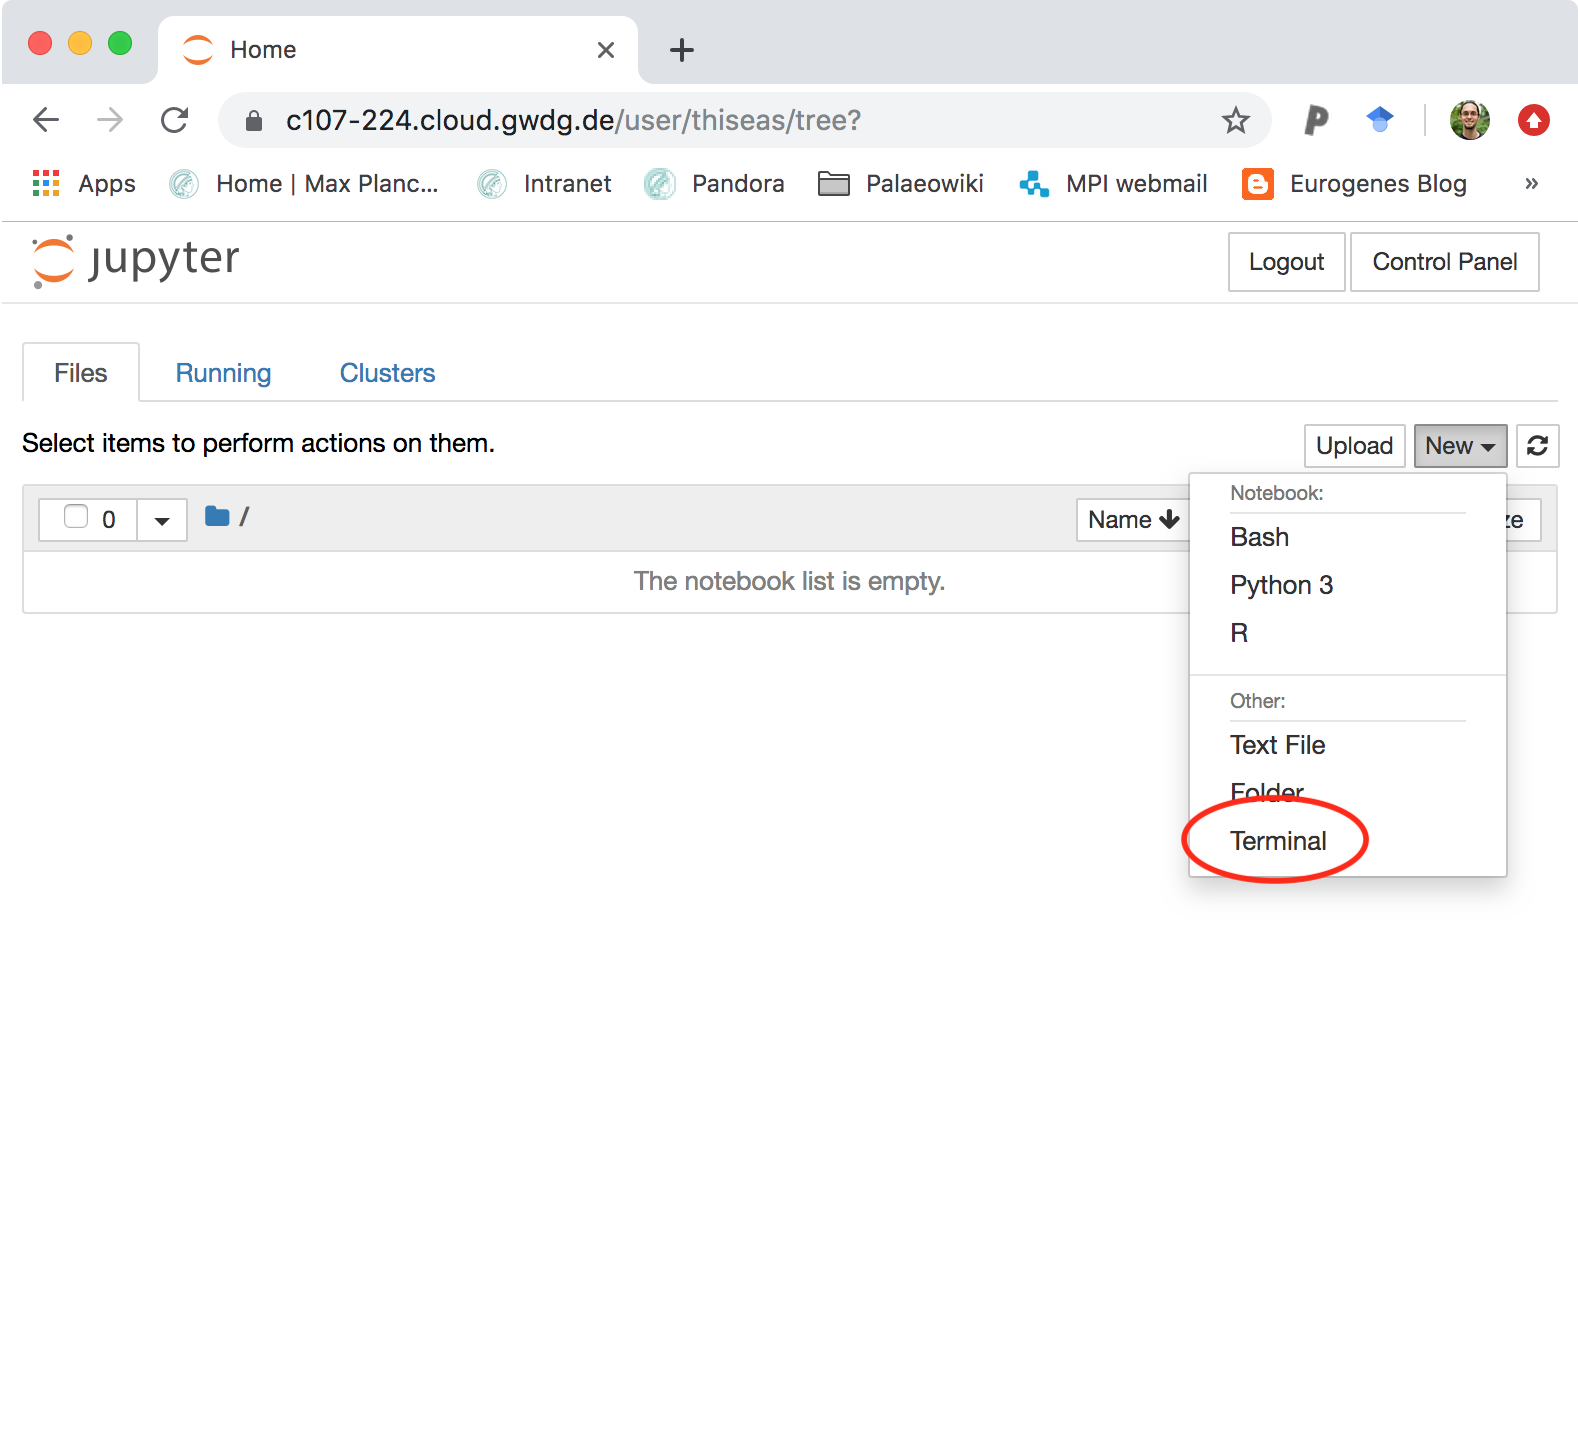 Home
c107-224.cloud.gwdg.de/user/thiseas/tree?
Apps Home | Max Planc... Intranet Pandora Palaeowiki MPI webmail Eurogenes Blog »
jupyter
Logout Control Panel
Files Running Clusters
Select items to perform actions on them.
Upload New
0 / Name ze
The notebook list is empty.
Notebook:
Bash
Python 3
R
Other:
Text File
Folder
Terminal